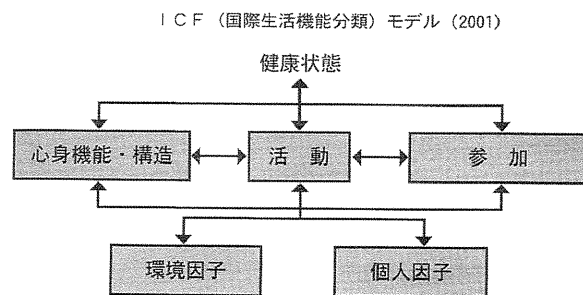 ICF(国際生活機能分類)モデル(2001)
健康状態
心身機能・構造
活動
参加
環境因子
個人因子